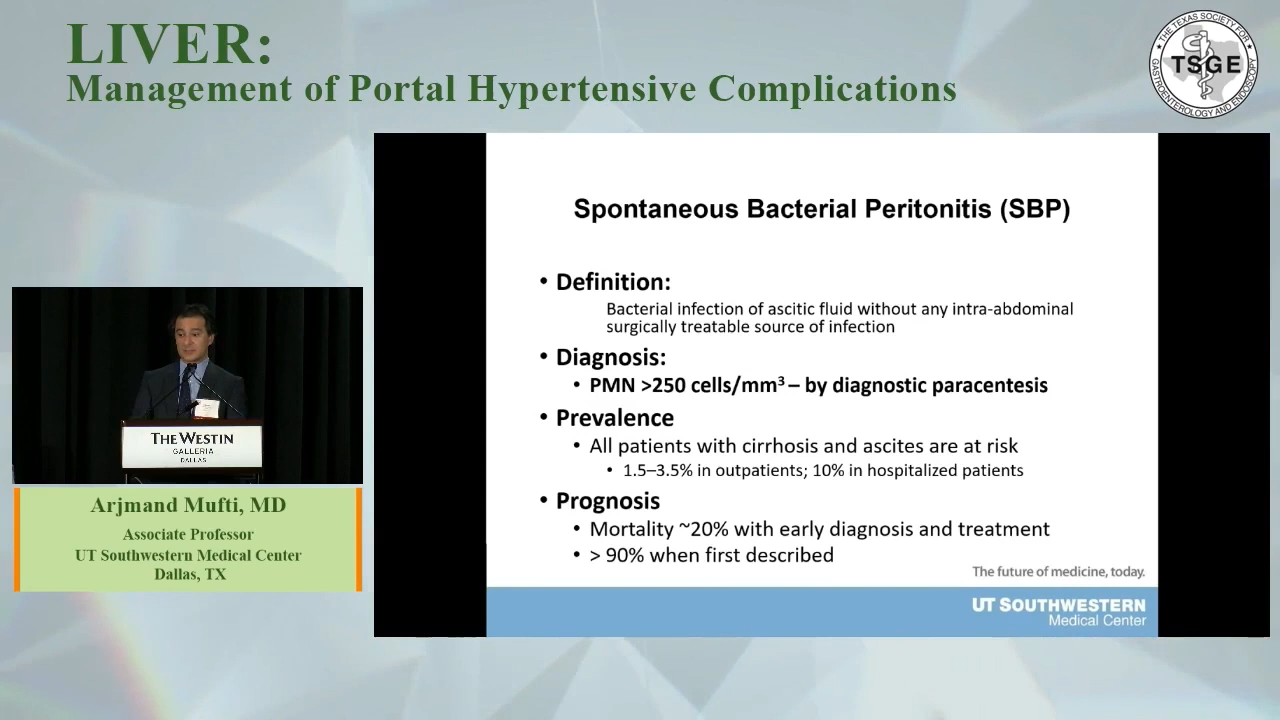 LIVER:
Management of Portal Hypertensive Complications
THE TEXAS SOCIETY FOR
TSGE
GASTROENTEROLOGY AND ENDOSCOPY
Spontaneous Bacterial Peritonitis (SBP)
• Definition:
Bacterial infection of ascitic fluid without any intra-abdominal
surgically treatable source of infection
• Diagnosis:
• PMN >250 cells/mm³ – by diagnostic paracentesis
• Prevalence
• All patients with cirrhosis and ascites are at risk
• 1.5–3.5% in outpatients; 10% in hospitalized patients
• Prognosis
• Mortality ~20% with early diagnosis and treatment
• > 90% when first described
The future of medicine, today.
UT SOUTHWESTERN
Medical Center
THE WESTIN
GALLERIA
DALLAS
Arjmand Mufti, MD
Associate Professor
UT Southwestern Medical Center
Dallas, TX